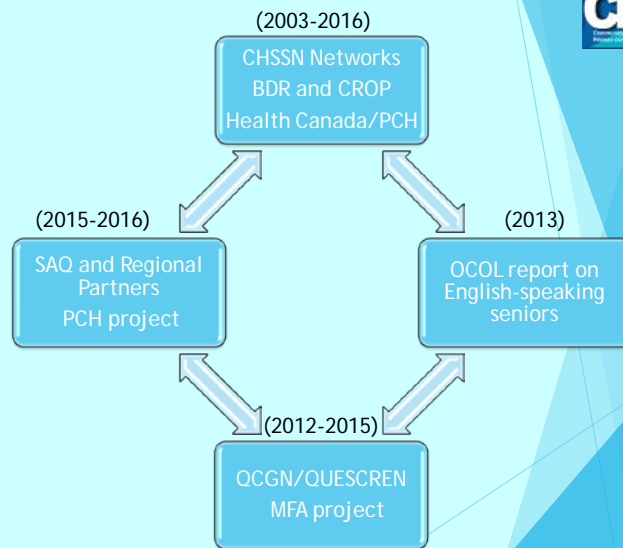 (2003-2016)
CHSSN Networks
BDR and CROP
Health Canada/PCH
(2015-2016)
SAQ and Regional
Partners
PCH project
(2013)
OCOL report on
English-speaking
seniors
(2012-2015)
QCGN/QUESCREN
MFA project